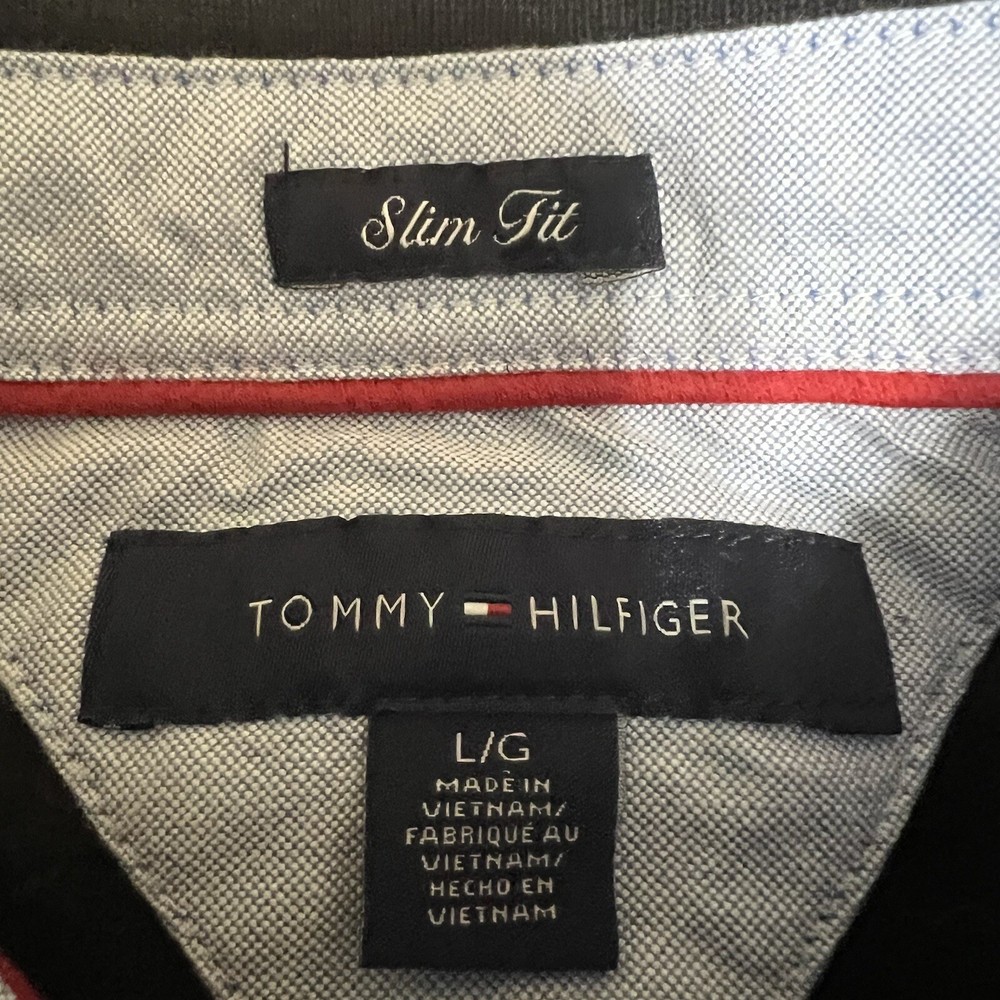 Slim Fit
TOMMY HILFIGER
L/G
MADE IN
VIETNAM/
FABRIQUÉ AU
VIETNAM/
HECHO EN
VIETNAM